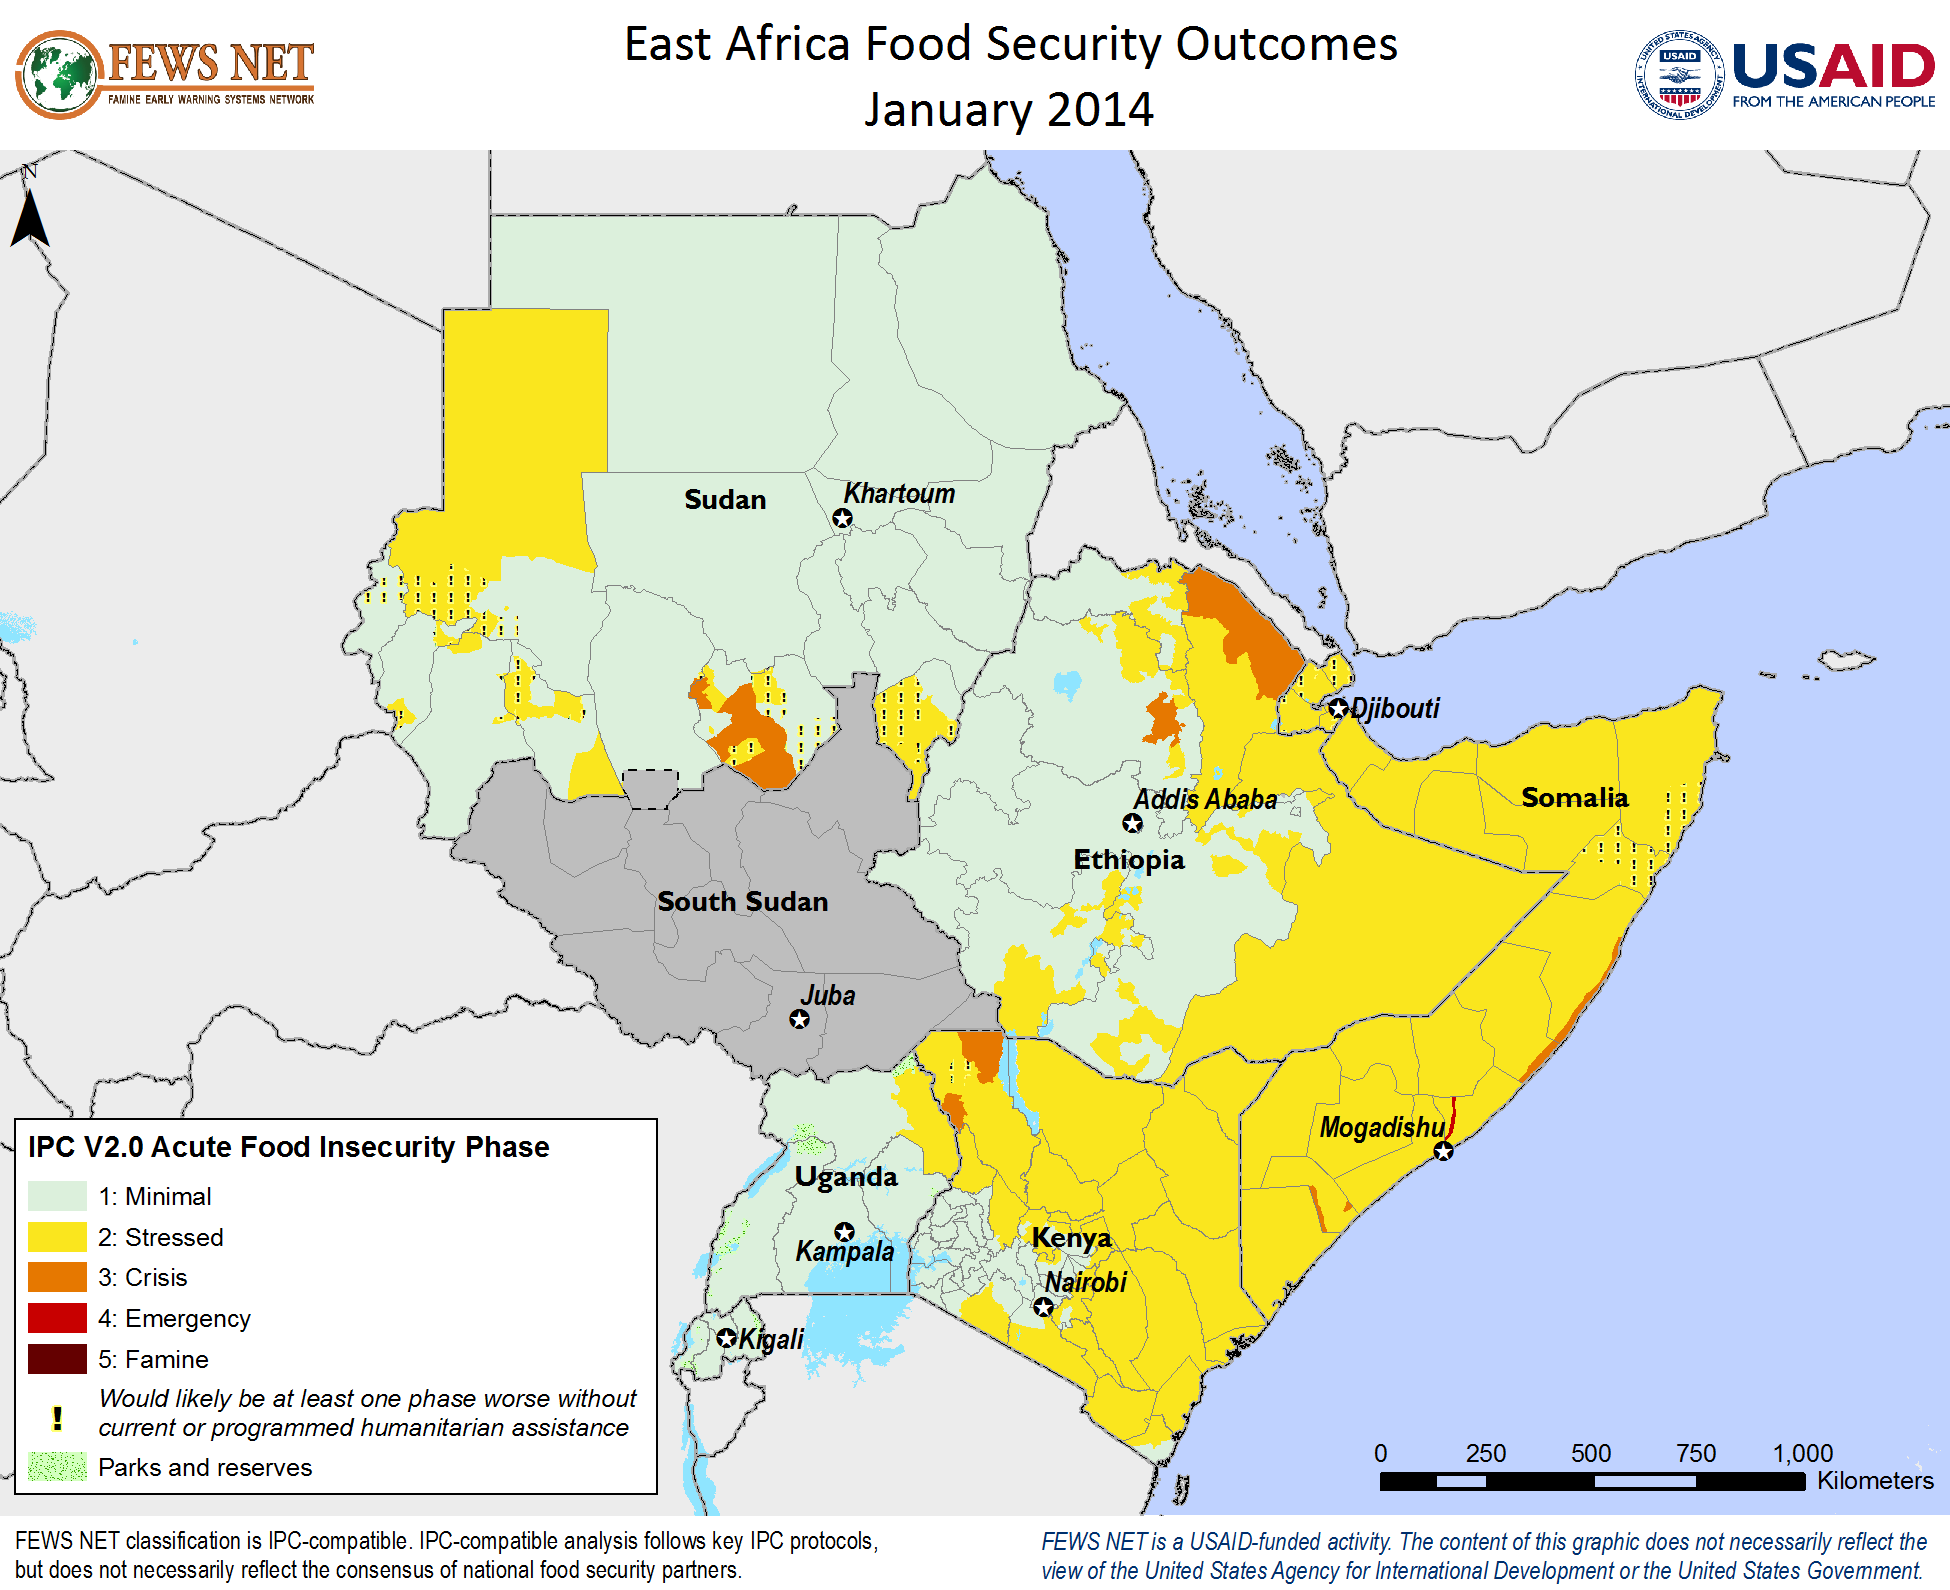 FEWS NET
FAMINE EARLY WARNING SYSTEMS NETWORK
East Africa Food Security Outcomes
January 2014
UNITED STATES AGENCY
USAID
INTERNATIONAL DEVELOPMENT
USAID
FROM THE AMERICAN PEOPLE
N
Sudan
Khartoum
Djibouti
Addis Ababa
Somalia
Ethiopia
South Sudan
Juba
Mogadishu
Uganda
Kampala
Kenya
Nairobi
Kigali
IPC V2.0 Acute Food Insecurity Phase
1: Minimal
2: Stressed
3: Crisis
4: Emergency
5: Famine
! Would likely be at least one phase worse without
current or programmed humanitarian assistance
Parks and reserves
0 250 500 750 1,000
Kilometers
FEWS NET classification is IPC-compatible. IPC-compatible analysis follows key IPC protocols,
but does not necessarily reflect the consensus of national food security partners.
FEWS NET is a USAID-funded activity. The content of this graphic does not necessarily reflect the
view of the United States Agency for International Development or the United States Government.